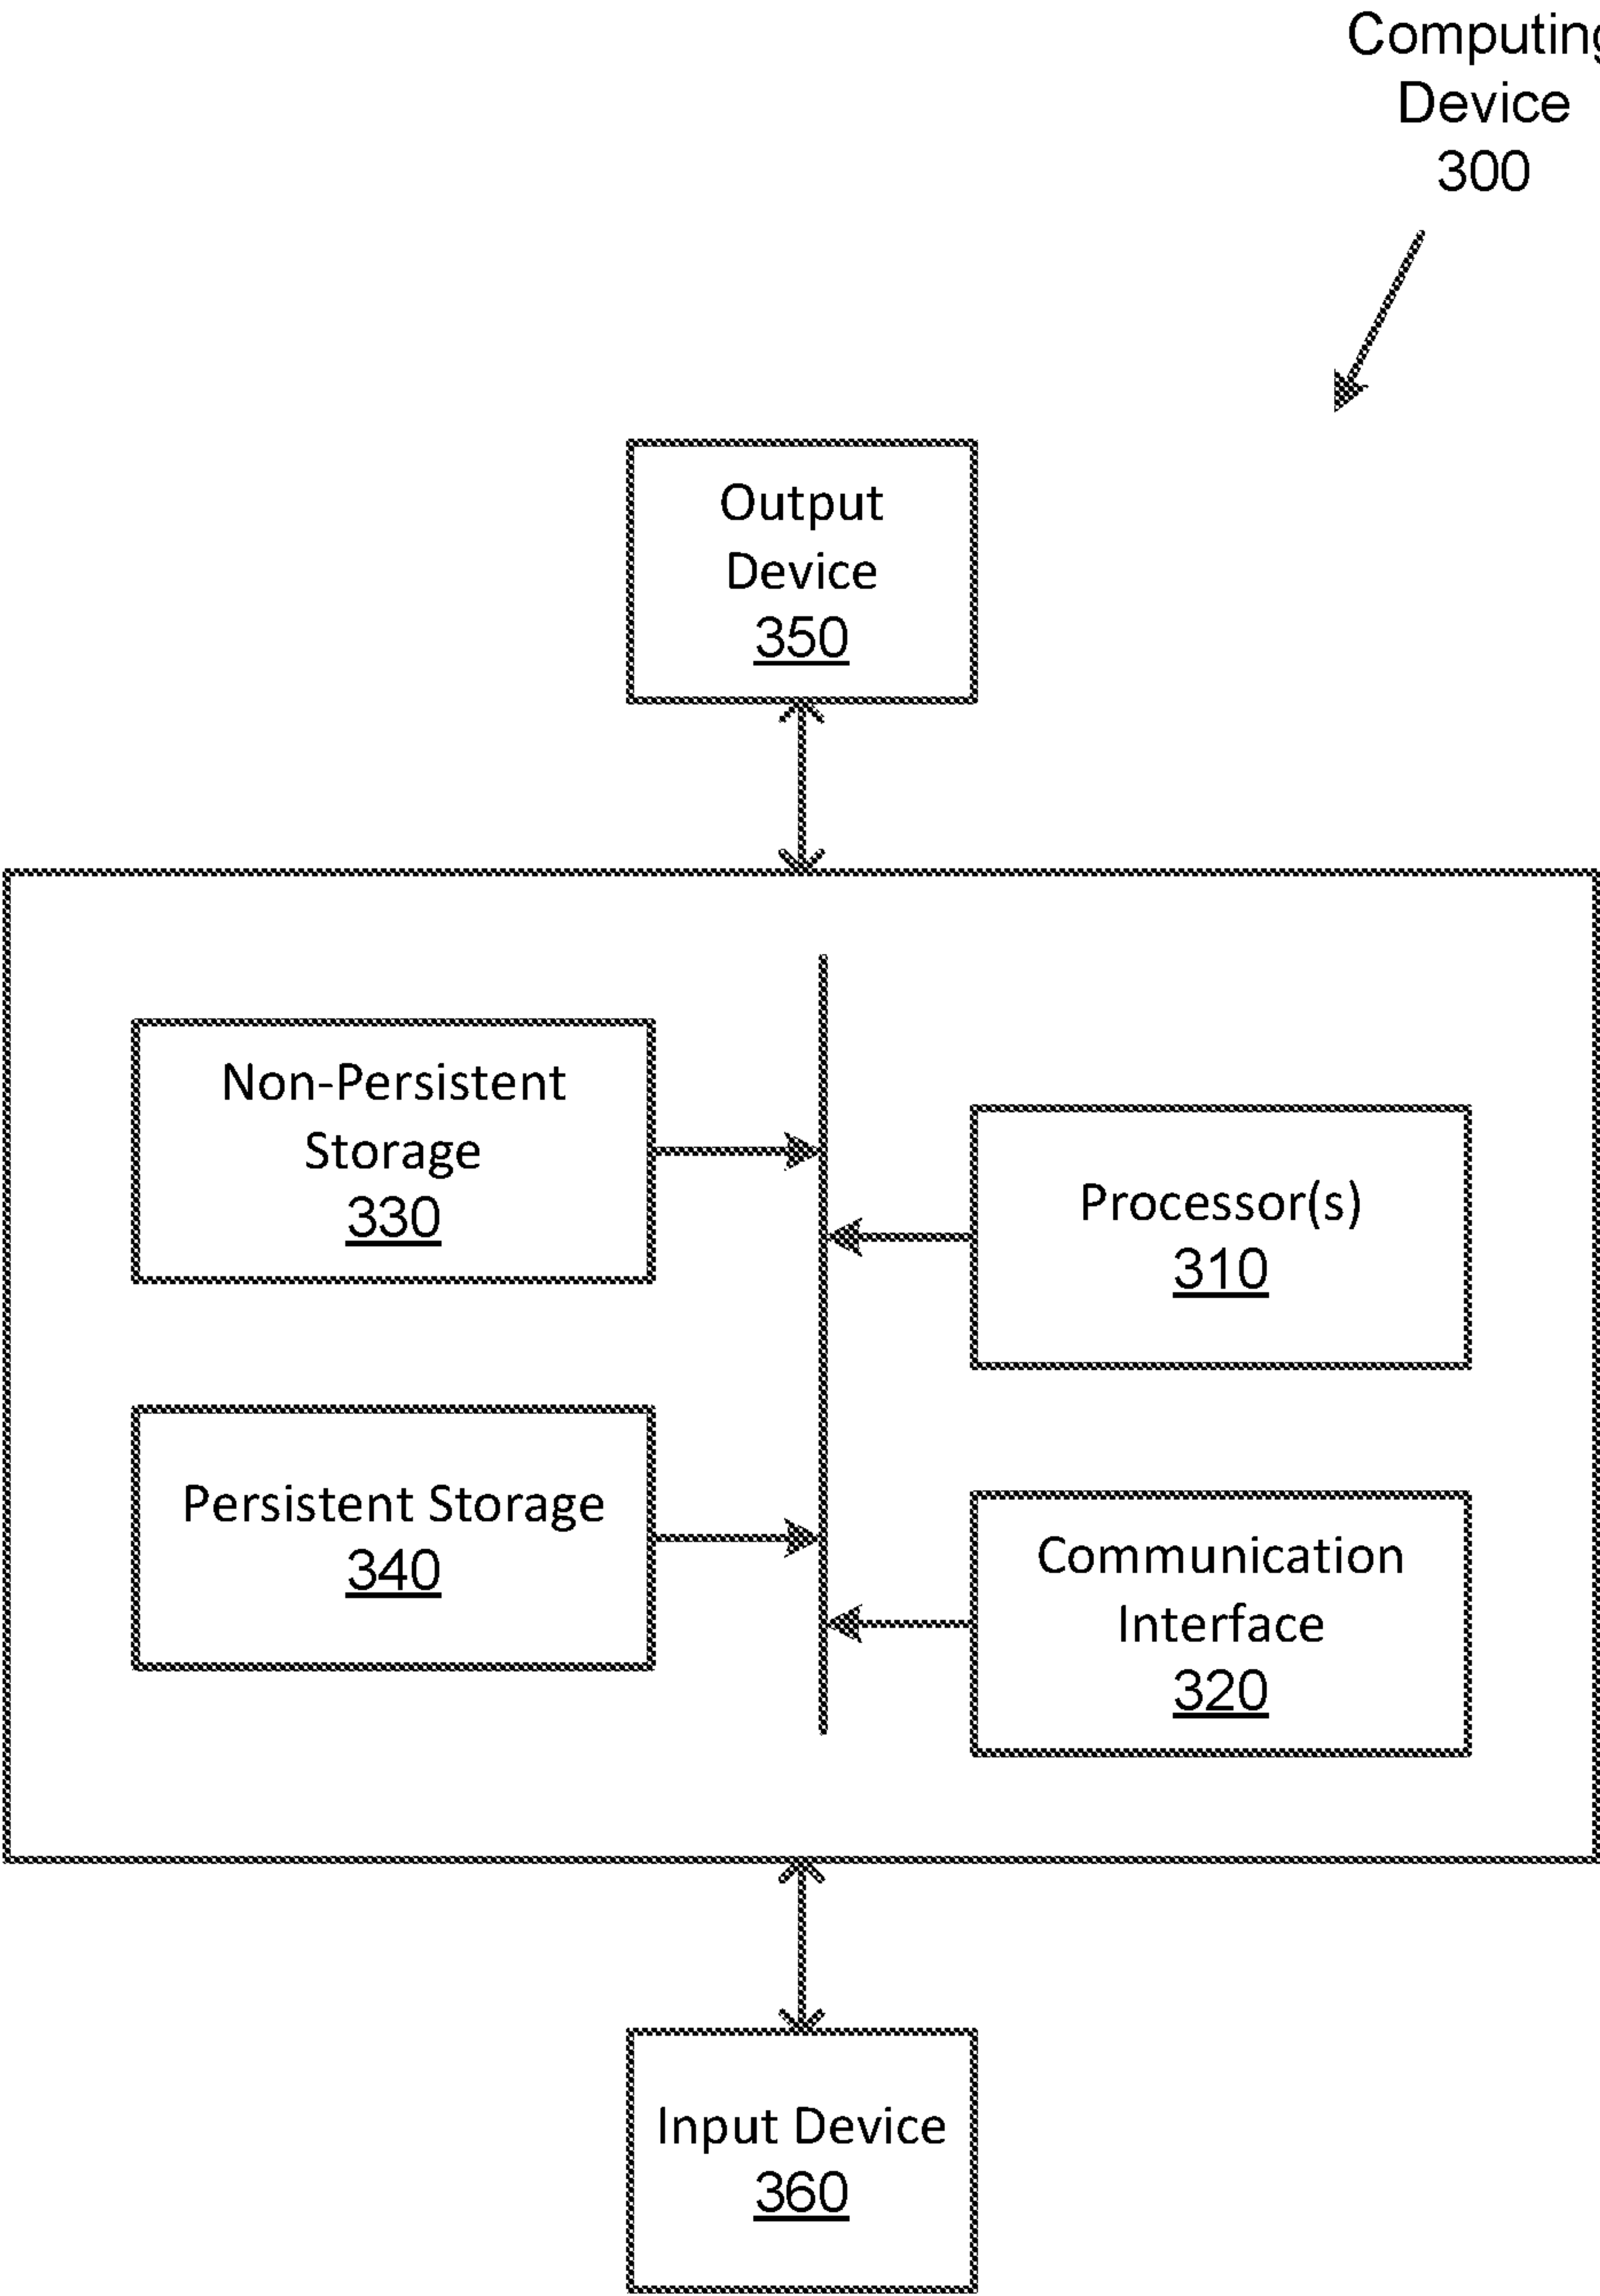 Computing
Device
300
Output
Device
350
Non-Persistent
Storage
330
Processor(s)
310
Persistent Storage
340
Communication
Interface
320
Input Device
360